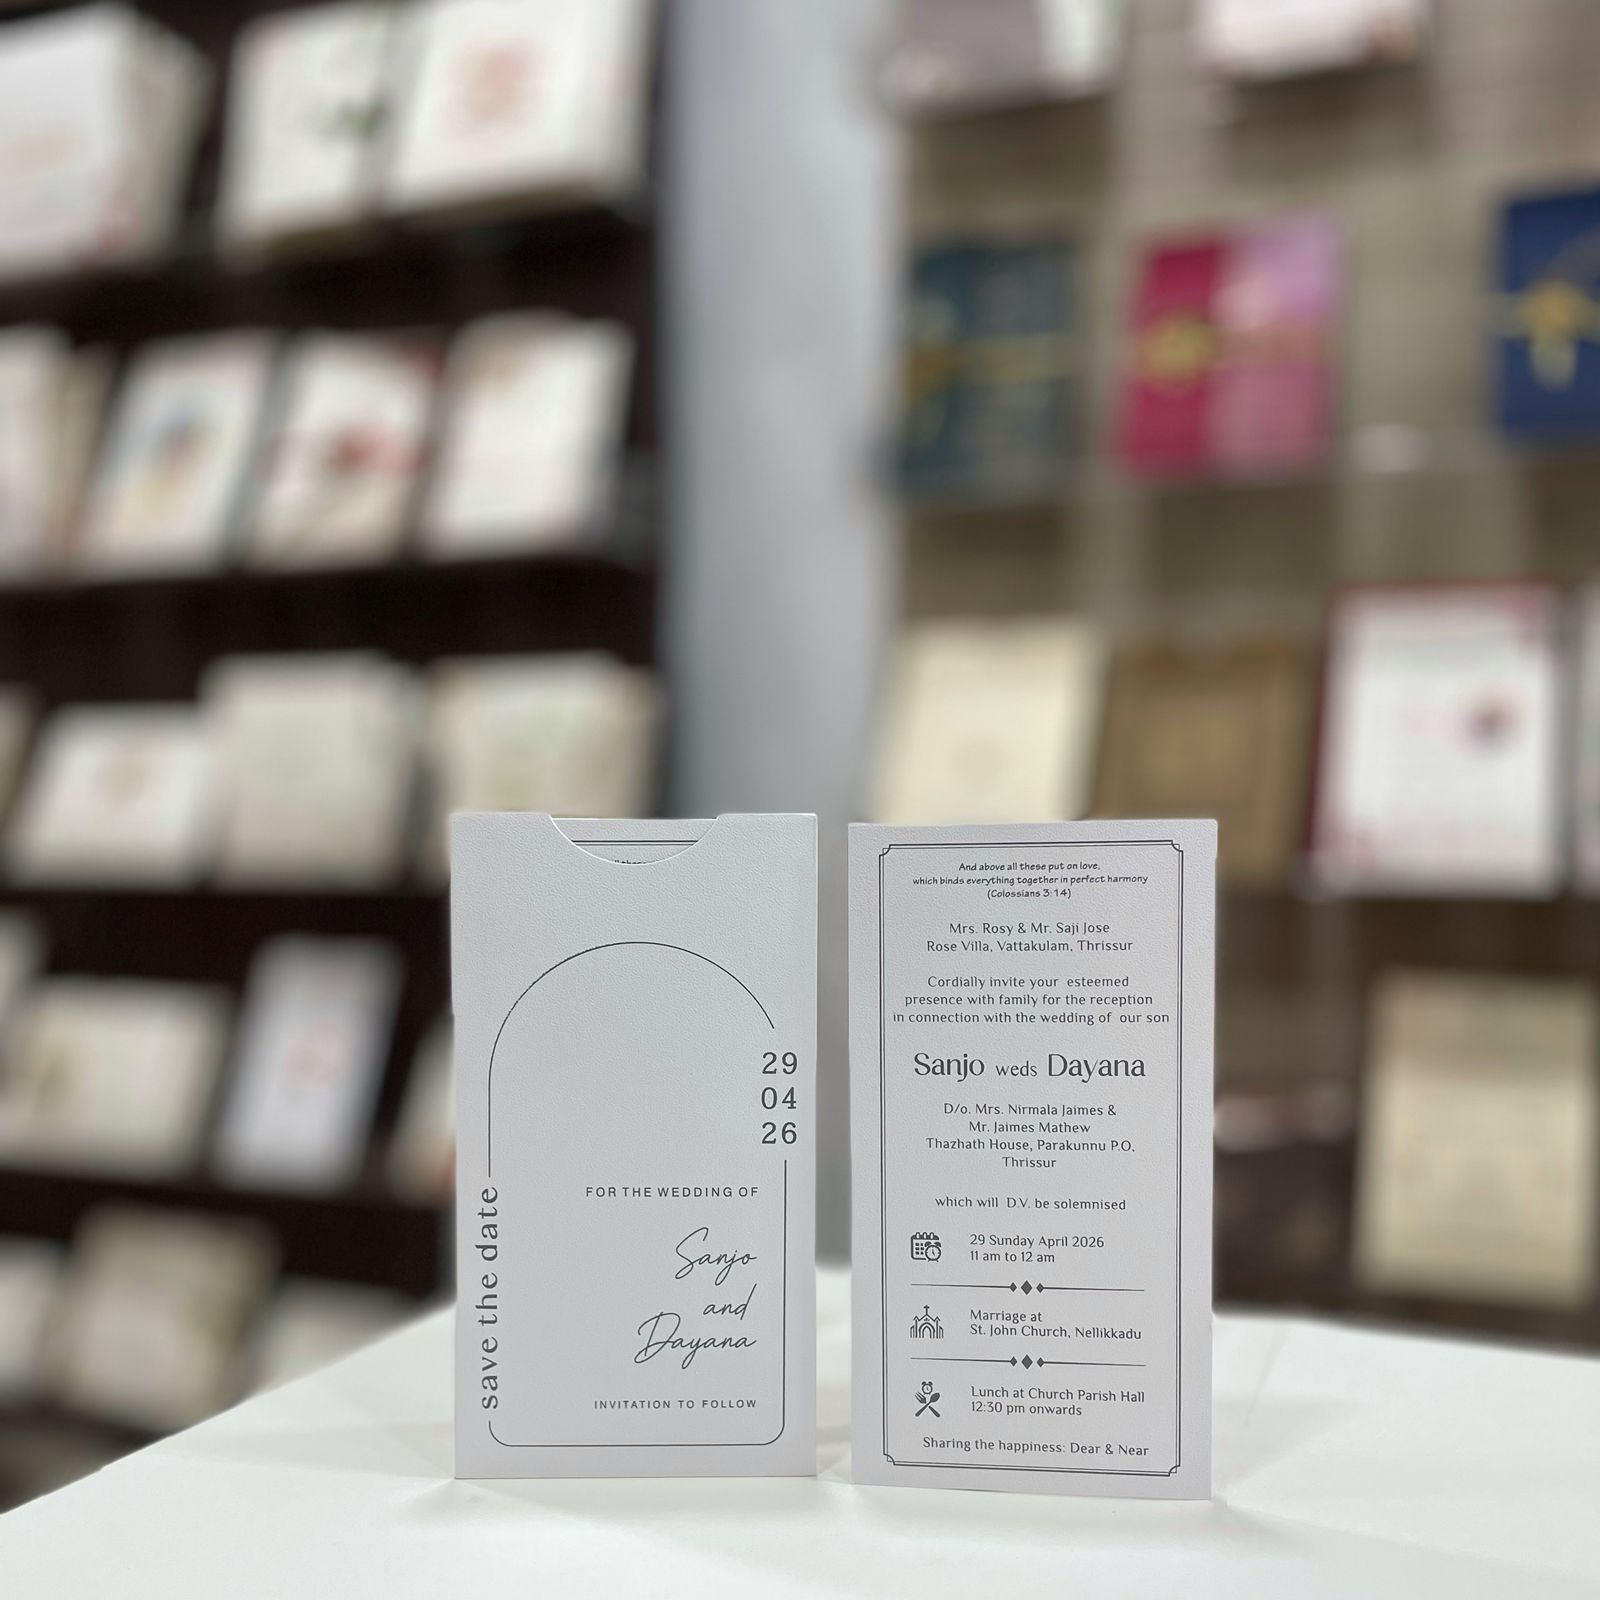 save the date
29
04
26
FOR THE WEDDING OF
Sanjo
and
Dayana
INVITATION TO FOLLOW
And above all these put on love,
which binds everything together in perfect harmony
(Colossians 3:14)
Mrs. Rosy & Mr. Saji Jose
Rose Villa, Vattakulam, Thrissur
Cordially invite your esteemed
presence with family for the reception
in connection with the wedding of our son
Sanjo weds Dayana
D/o. Mrs. Nirmala Jaimes &
Mr. Jaimes Mathew
Thazhath House, Parakunnu P.O,
Thrissur
which will D.V. be solemnised
29 Sunday April 2026
11 am to 12 am
Marriage at
St. John Church, Nellikkadu
Lunch at Church Parish Hall
12:30 pm onwards
Sharing the happiness: Dear & Near